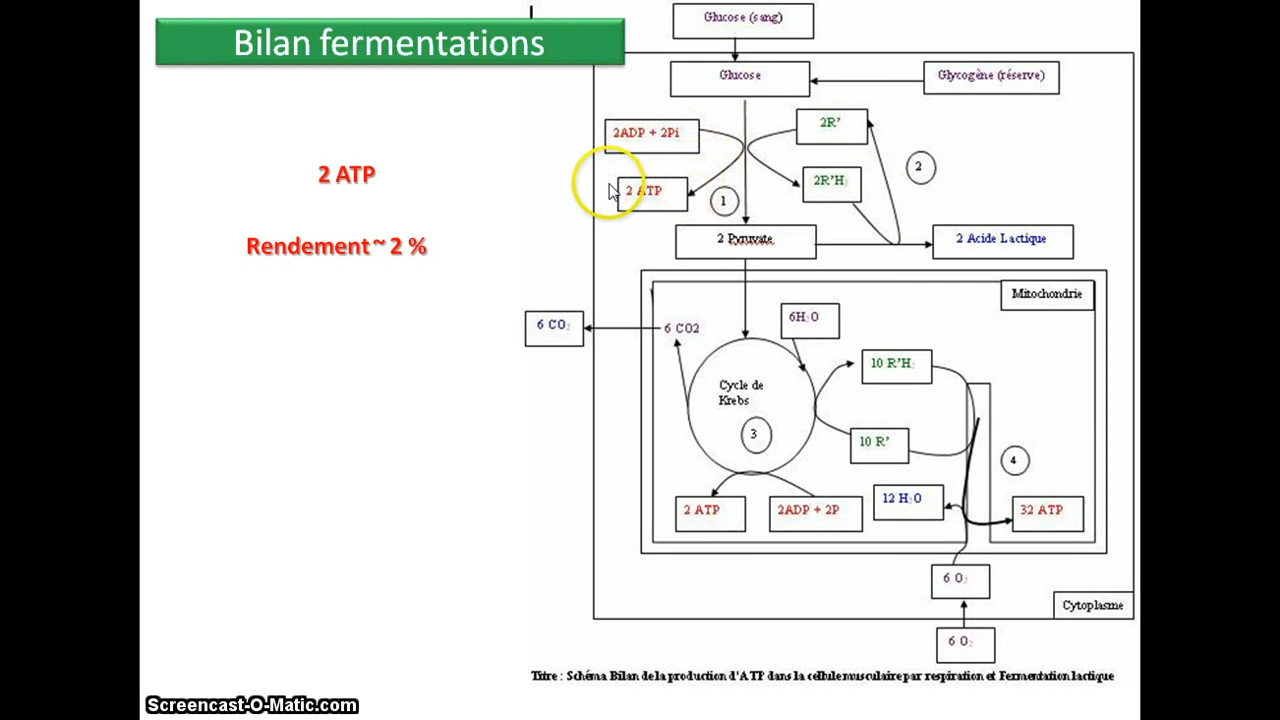 Bilan fermentations
2 ATP
Rendement ~ 2 %
Glucose (sang)
Glucose
Glycogène (réserve)
2ADP + 2Pi
2R'
2
2 ATP
2R'H₂
1
2 Pyruvate
2 Acide Lactique
Mitochondrie
6 CO₂
6 CO2
6H₂O
10 R'H₂
Cycle de
Krebs
3
10 R'
4
2 ATP
2ADP + 2P
12 H₂O
32 ATP
6 O₂
Cytoplasme
6 O₂
Titre : Schéma Bilan de la production d'ATP dans la cellule musculaire par respiration et Fermentation lactique
Screencast-O-Matic.com